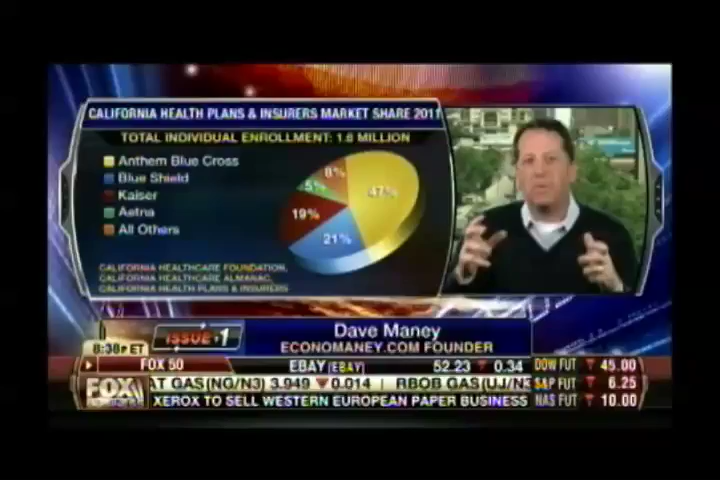 CALIFORNIA HEALTH PLANS & INSURERS MARKET SHARE 2011
TOTAL INDIVIDUAL ENROLLMENT: 1.6 MILLION
Anthem Blue Cross
Blue Shield
Kaiser
Aetna
All Others
8%
5%
47%
19%
21%
CALIFORNIA HEALTHCARE FOUNDATION,
CALIFORNIA HEALTHCARE ALMANAC,
CALIFORNIA HEALTH PLANS & INSURERS
ISSUE #1
Dave Maney
ECONOMANEY.COM FOUNDER
8:38P ET
FOX 50
EBAY (EBAY) 52.23 ▼ 0.34
DOW FUT ▼ 45.00
FOX
AT GAS(NG/N3) 3.949 ▼0.014 | RBOB GAS(UJ/N3
S&P FUT ▼ 6.25
XEROX TO SELL WESTERN EUROPEAN PAPER BUSINESS
NAS FUT ▼ 10.00